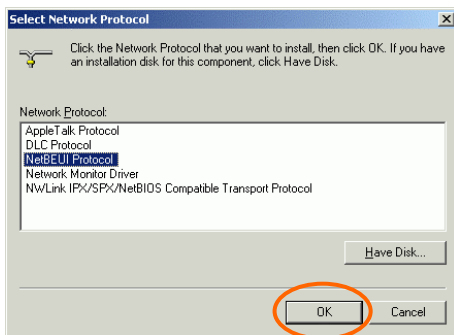 Select Network Protocol
Click the Network Protocol that you want to install, then click OK. If you have
an installation disk for this component, click Have Disk.
Network Protocol:
AppleTalk Protocol
DLC Protocol
NetBEUI Protocol
Network Monitor Driver
NWLink IPX/SPX/NetBIOS Compatible Transport Protocol
Have Disk...
OK
Cancel